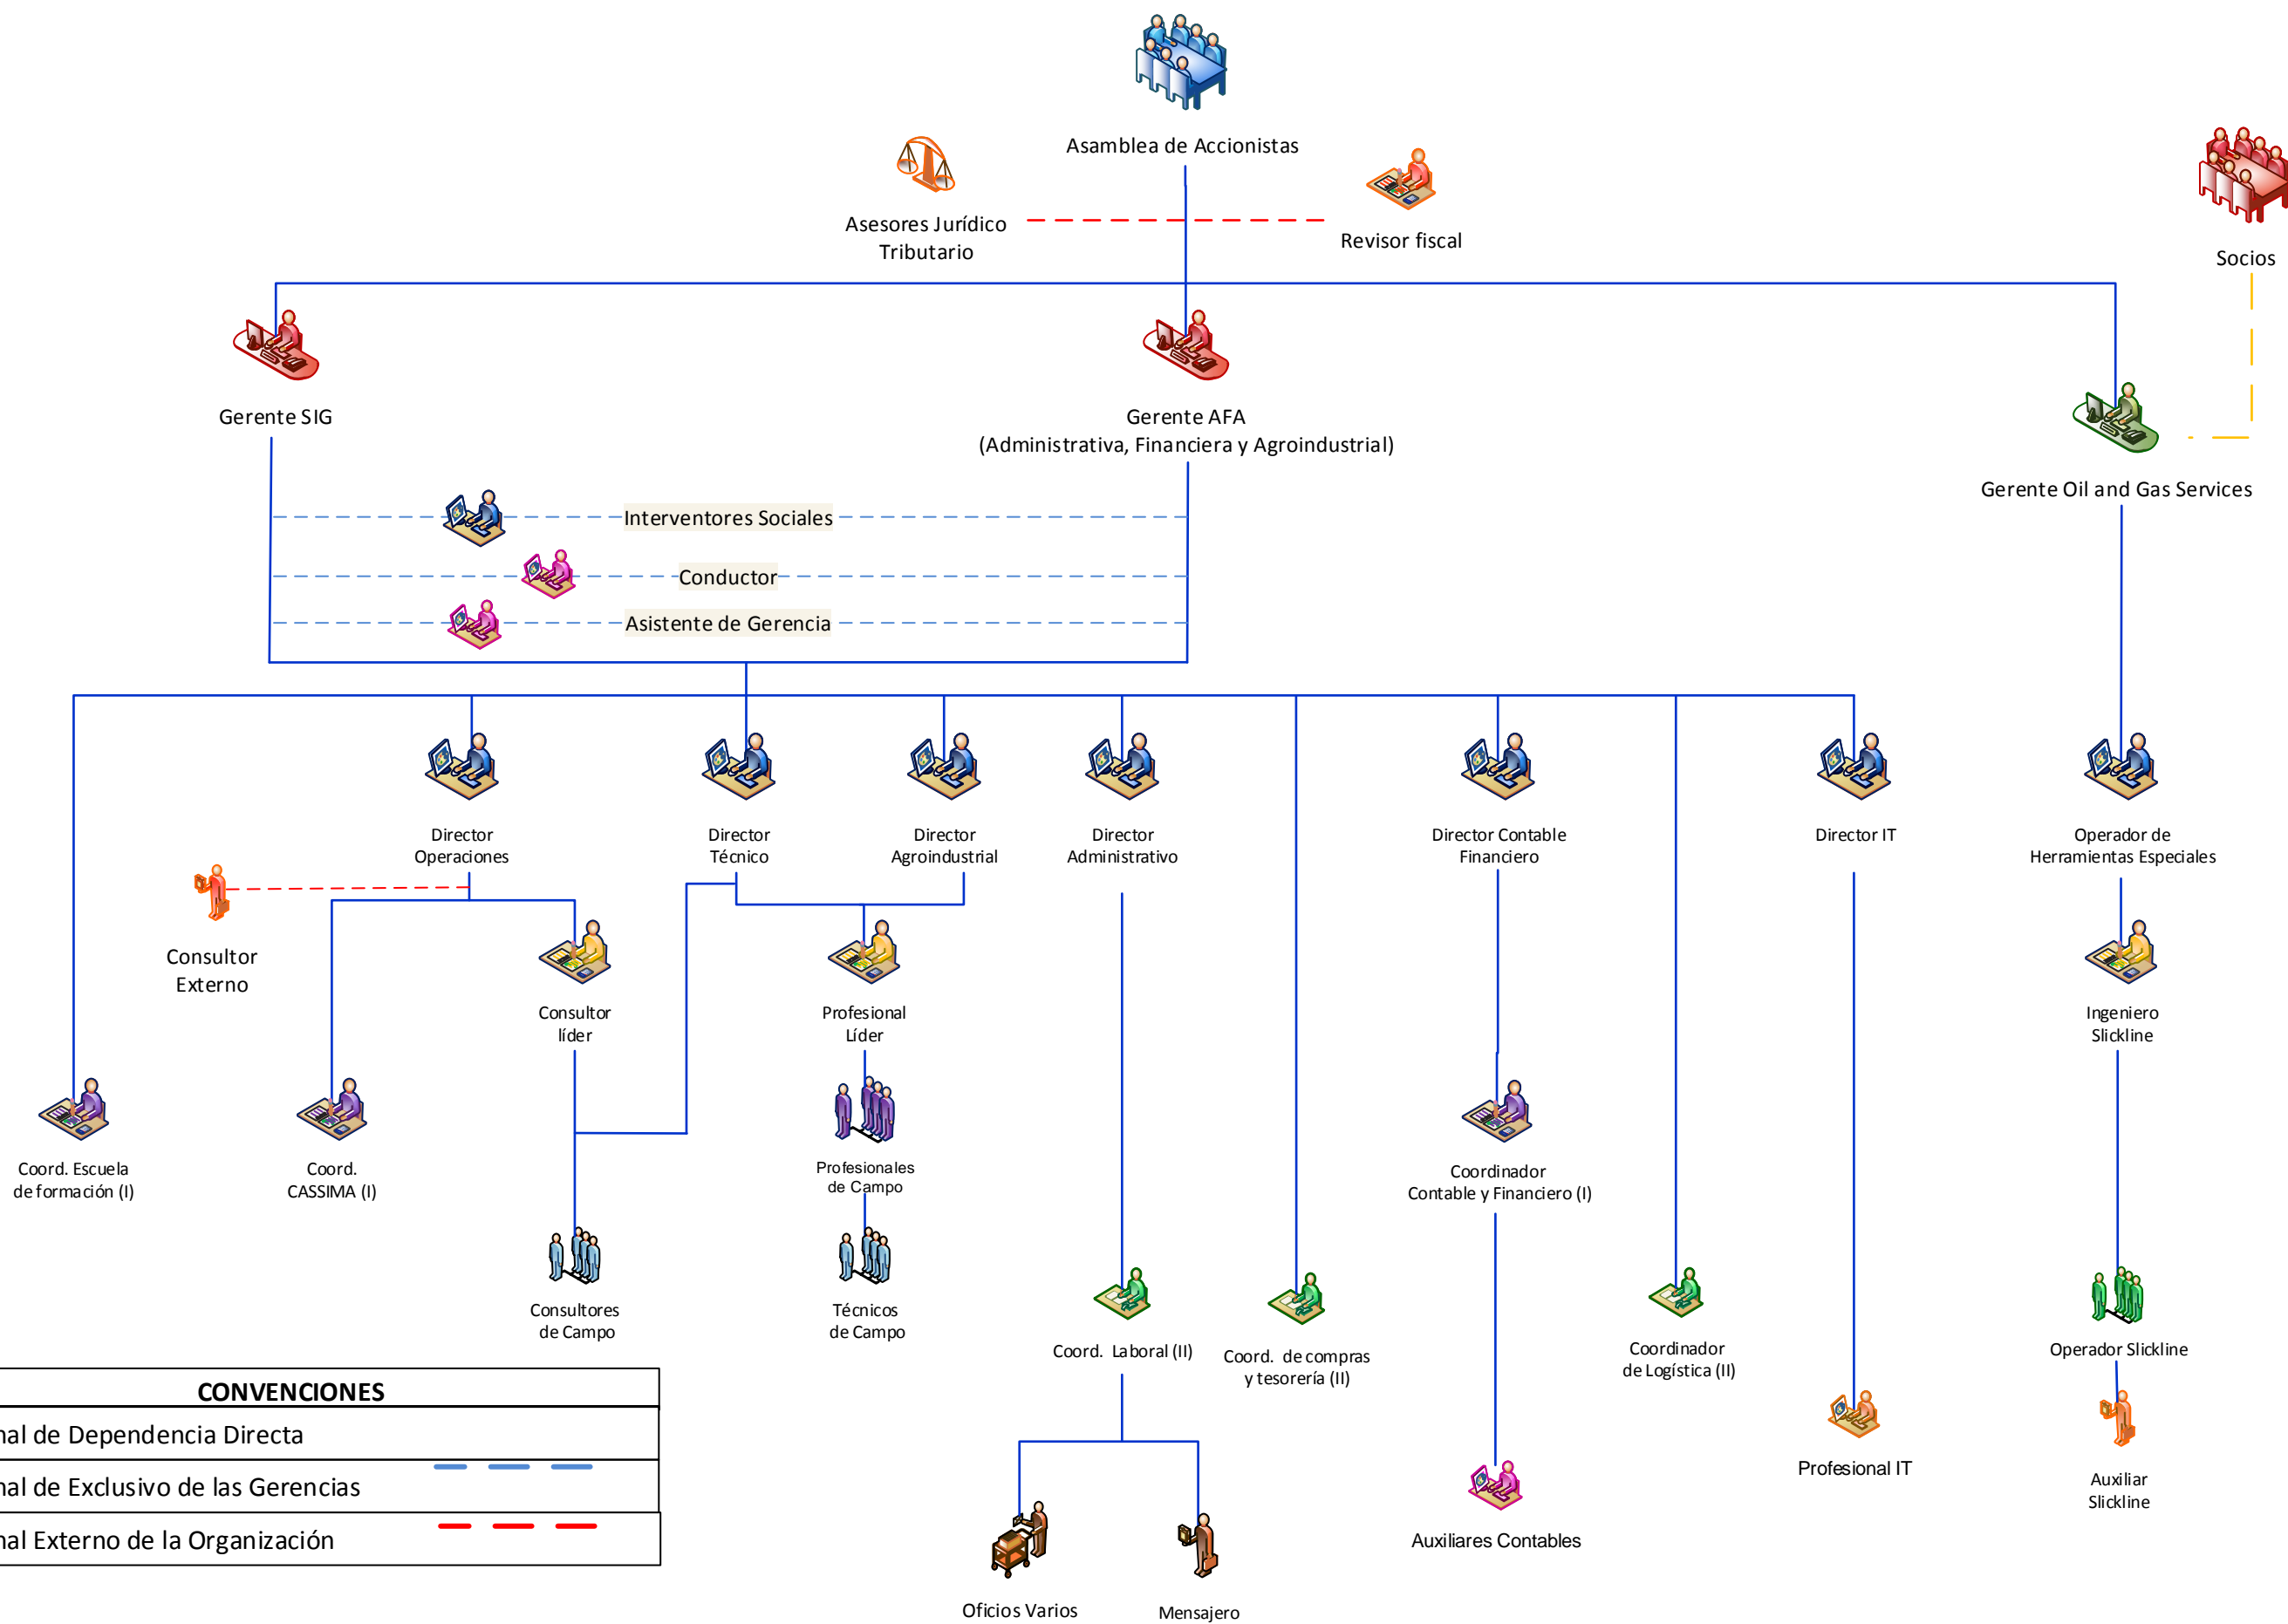 Asamblea de Accionistas
Asesores Jurídico
Tributario
Revisor fiscal
Socios
Gerente SIG
Gerente AFA
(Administrativa, Financiera y Agroindustrial)
Gerente Oil and Gas Services
Interventores Sociales
Conductor
Asistente de Gerencia
Director
Operaciones
Director
Técnico
Director
Agroindustrial
Director
Administrativo
Director Contable
Financiero
Director IT
Operador de
Herramientas Especiales
Consultor
Externo
Consultor
líder
Profesional
Líder
Ingeniero
Slickline
Coord. Escuela
de formación (I)
Coord.
CASSIMA (I)
Profesionales
de Campo
Coordinador
Contable y Financiero (I)
Consultores
de Campo
Técnicos
de Campo
Coord. Laboral (II)
Coord. de compras
y tesorería (II)
Coordinador
de Logística (II)
Operador Slickline
Profesional IT
Auxiliar
Slickline
Auxiliares Contables
Oficios Varios
Mensajero
CONVENCIONES
nal de Dependencia Directa
nal de Exclusivo de las Gerencias
nal Externo de la Organización